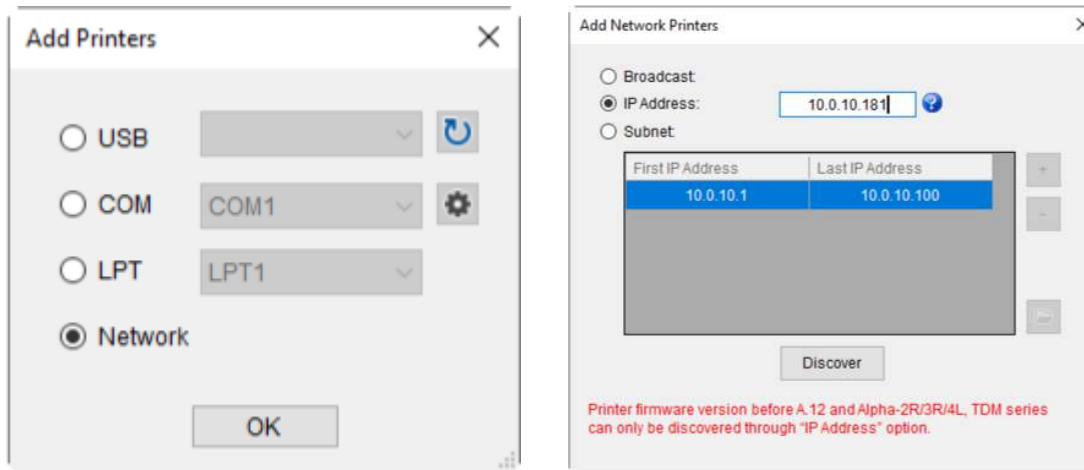 Add Printers
USB
COM COM1
LPT LPT1
Network
OK
Add Network Printers
Broadcast:
IP Address: 10.0.10.181
Subnet:
First IP Address Last IP Address
10.0.10.1 10.0.10.100
+
-
Discover
Printer firmware version before A.12 and Alpha-2R/3R/4L, TDM series
can only be discovered through "IP Address" option.